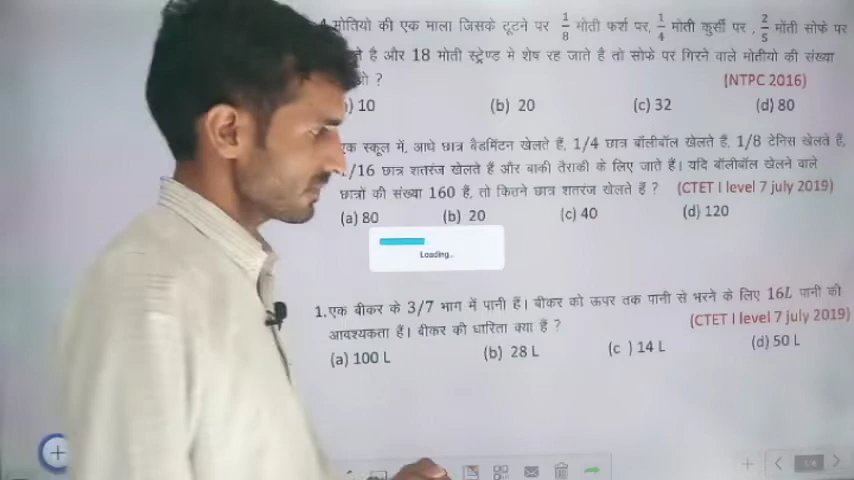 मोतियो की एक माला जिसके टूटने पर 1/8 मोती फर्श पर, 1/4 मोती कुर्सी पर , 2/5 मोंती सोफे पर
है और 18 मोती स्ट्रेण्ड मे शेष रह जाते है तो सोफे पर गिरने वाले मोतीयो की संख्या
?
(NTPC 2016)
10 (b) 20 (c) 32 (d) 80
एक स्कूल में, आधे छात्र बैडमिंटन खेलते हैं, 1/4 छात्र बॉलीबॉल खेलते हैं, 1/8 टेनिस खेलते हैं,
1/16 छात्र शतरंज खेलते हैं और बाकी तैराकी के लिए जाते हैं। यदि बॉलीबॉल खेलने वाले
छात्रों की संख्या 160 हैं, तो कितने छात्र शतरंज खेलते हैं ? (CTET I level 7 july 2019)
(a) 80 (b) 20 (c) 40 (d) 120
Loading..
1. एक बीकर के 3/7 भाग में पानी हैं। बीकर को ऊपर तक पानी से भरने के लिए 16L पानी की
आवश्यकता हैं। बीकर की धारिता क्या हैं ? (CTET I level 7 july 2019)
(a) 100 L (b) 28 L (c ) 14 L (d) 50 L